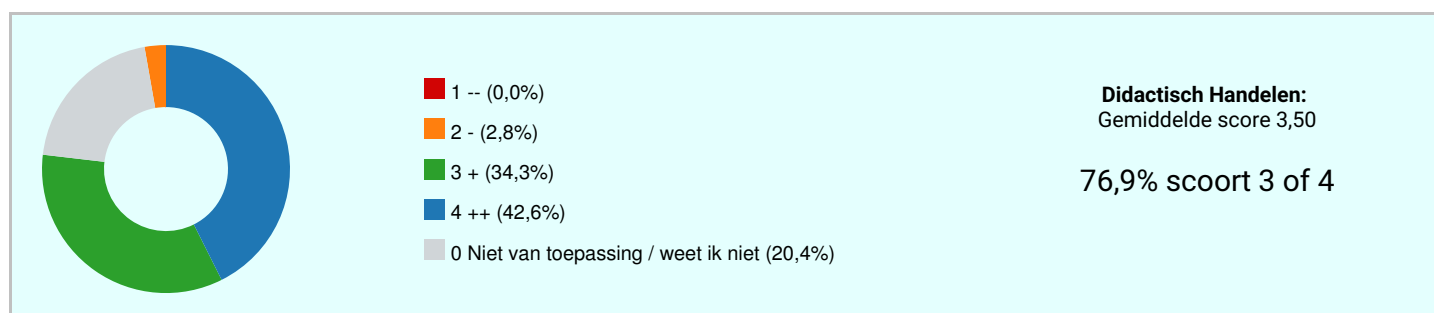 1 -- (0,0%)
2 - (2,8%)
3 + (34,3%)
4 ++ (42,6%)
0 Niet van toepassing / weet ik niet (20,4%)
Didactisch Handelen:
Gemiddelde score 3,50
76,9% scoort 3 of 4